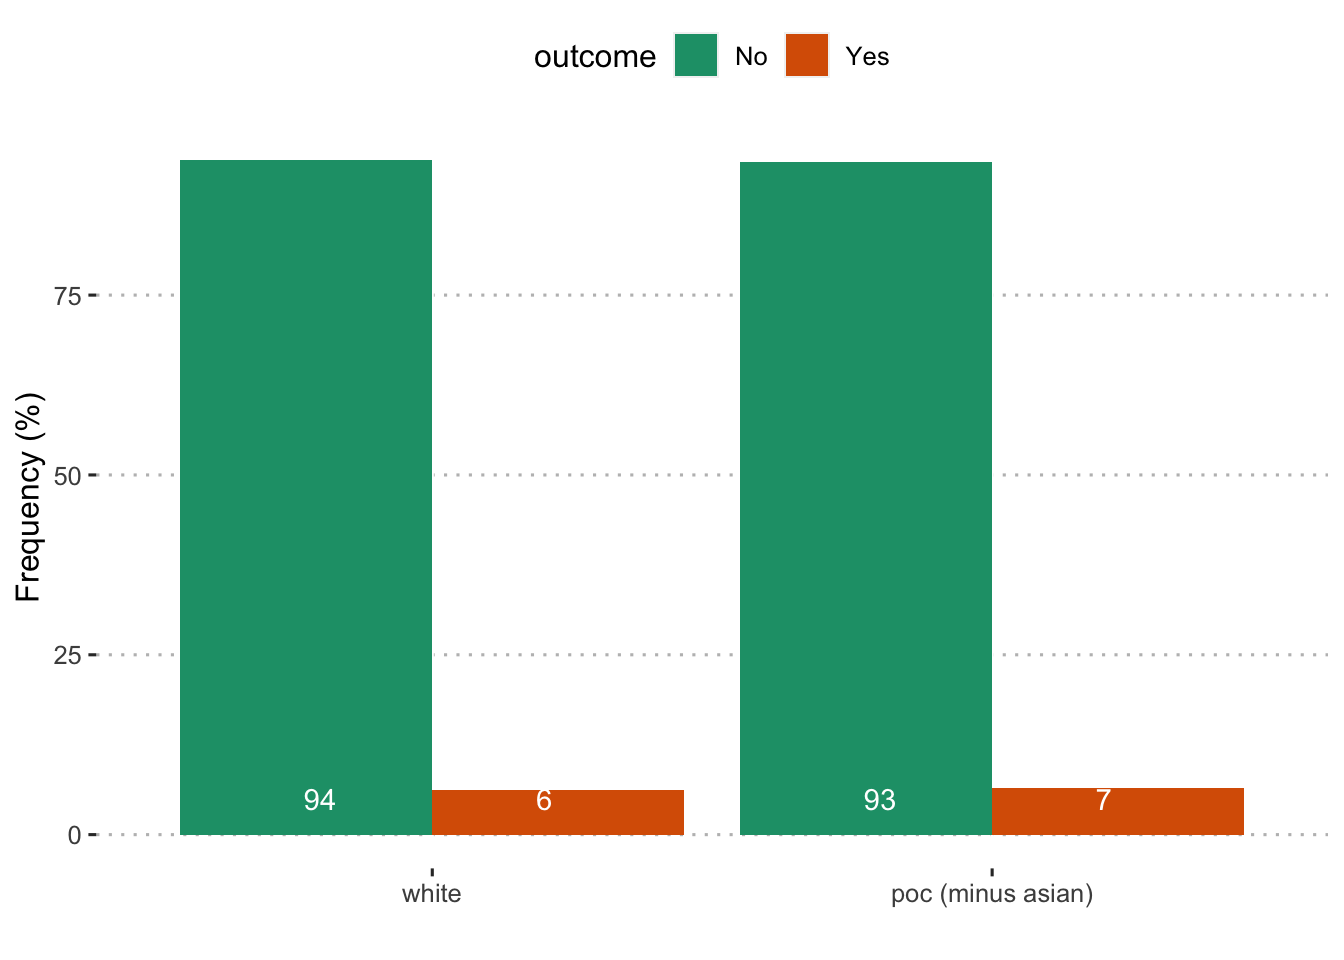 outcome No Yes
Frequency (%)
75
50
25
0
94 6 93 7
white poc (minus asian)